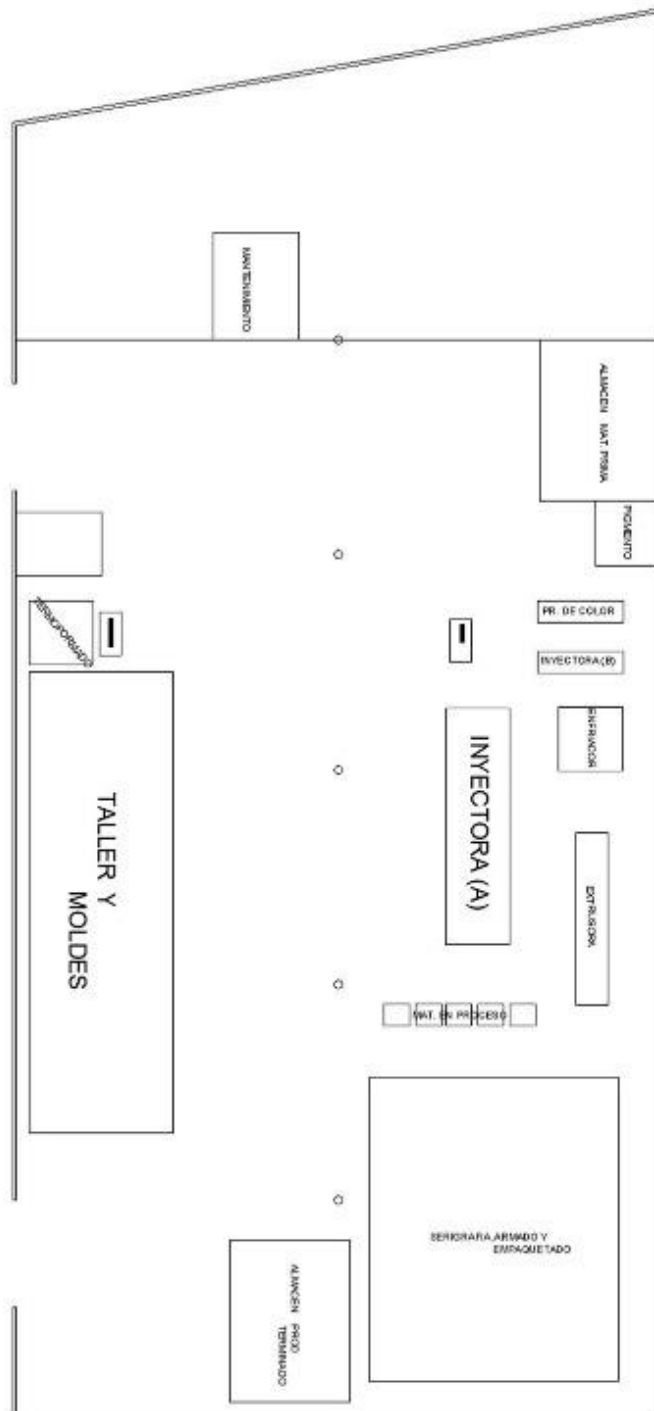 MANTENIMIENTO
ALMACEN MAT. PRIMA
PIGMENTO
PR. DE COLOR
TERMOFORMADO
INYECTORA (B)
ENFRIADOR
INYECTORA (A)
TALLER Y
MOLDES
EXTRUSORA
MAT. EN PROCESO
SERIGRAFIA, ARMADO Y
EMPAQUETADO
ALMACEN PROD.
TERMINADO